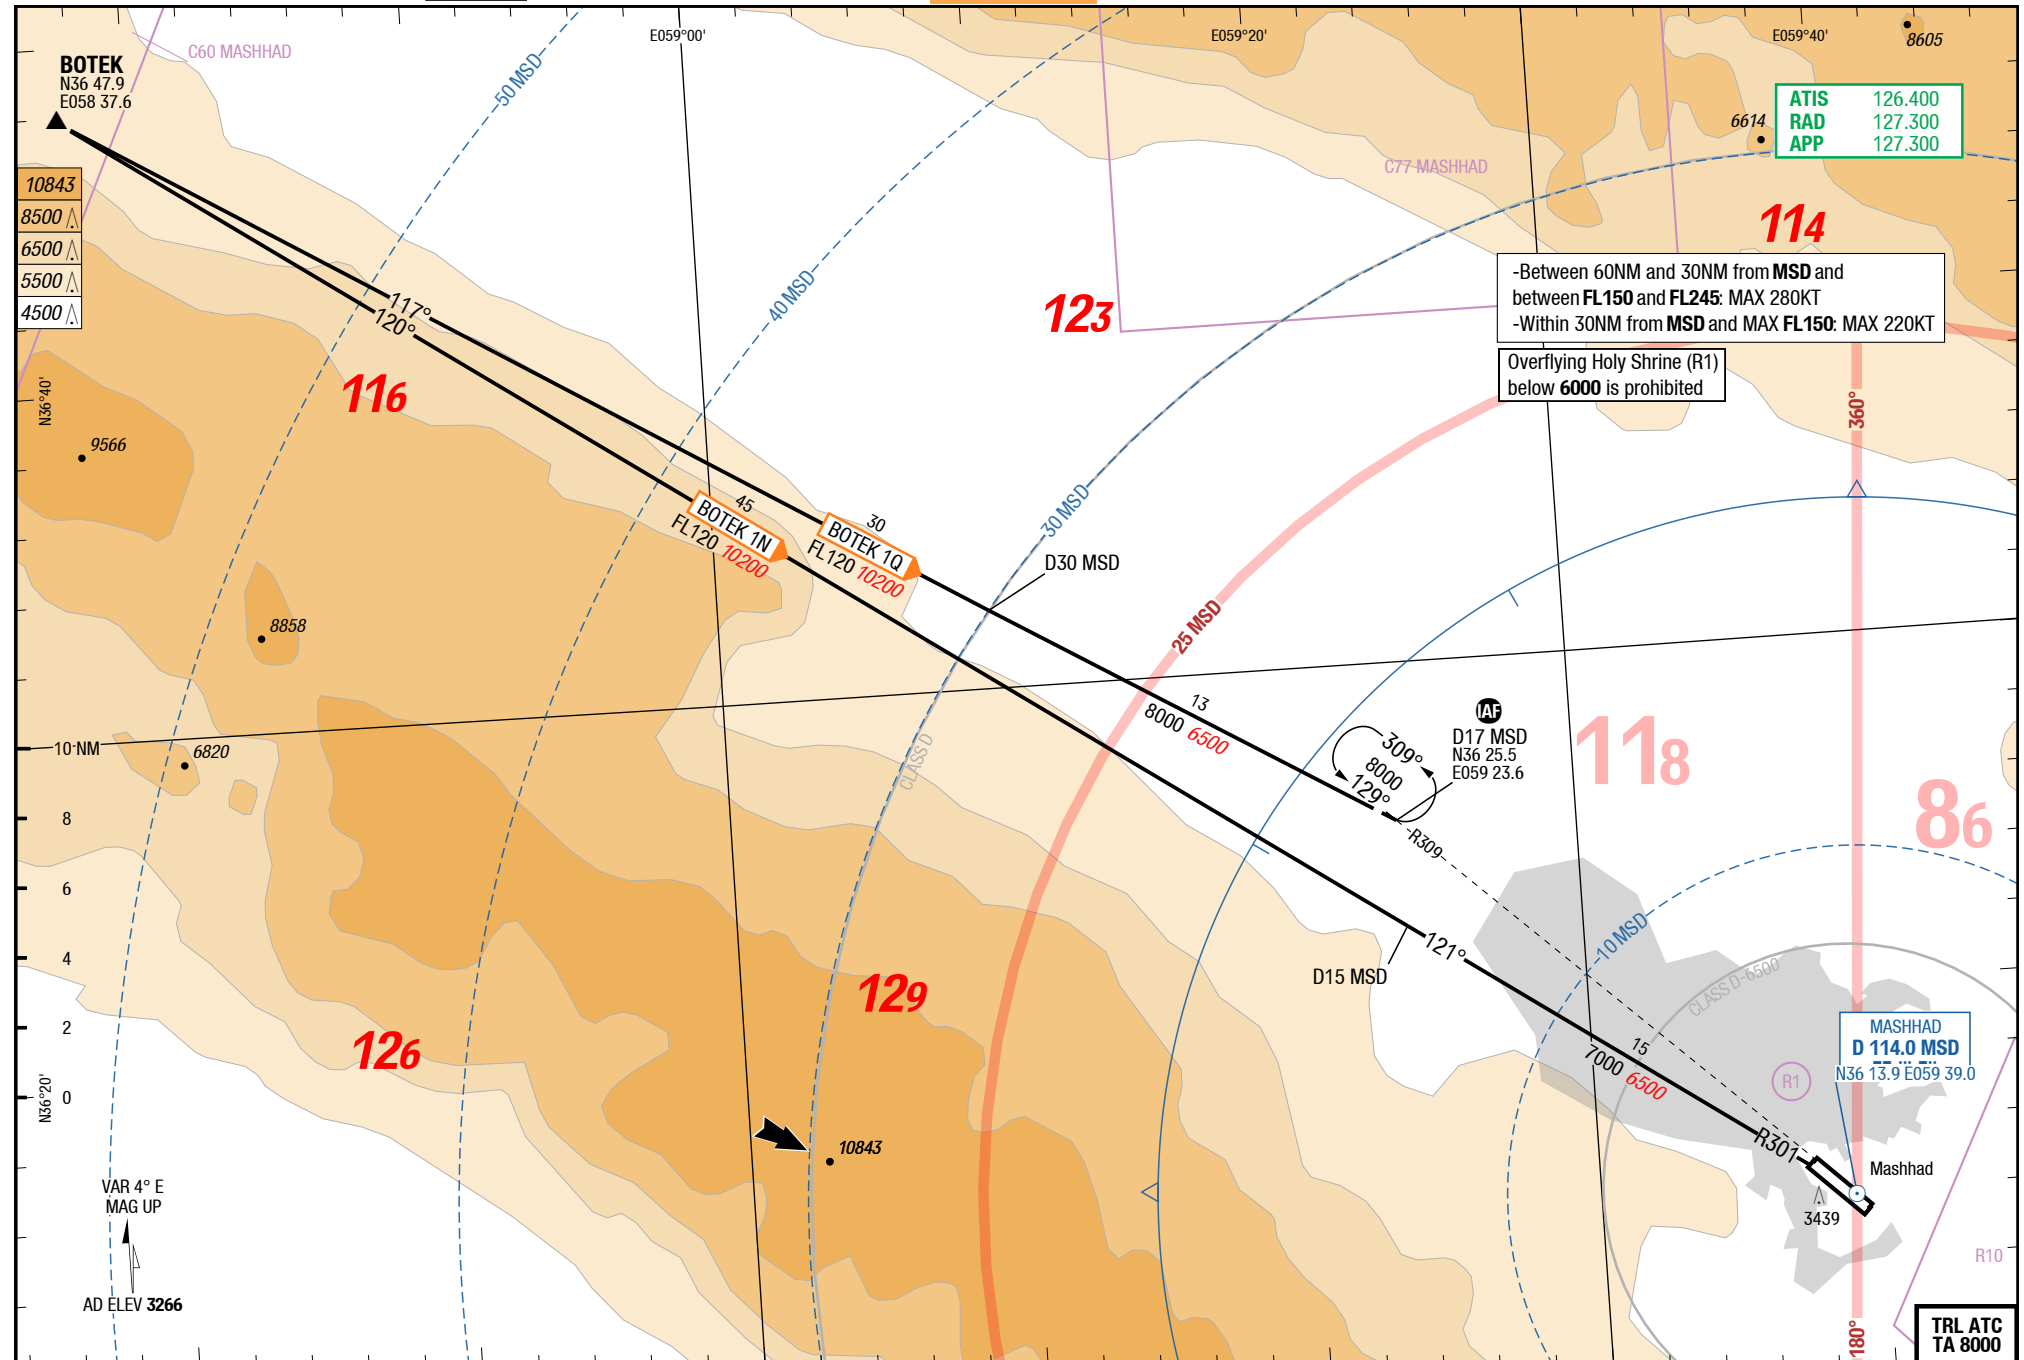 C60 MASHHAD
BOTEK
N36 47.9
E058 37.6
50 MSD
E059°00'
E059°20'
E059°40'
8605
ATIS 126.400
RAD 127.300
APP 127.300
6614
C77 MASHHAD
10843
8500
6500
5500
4500
114
-Between 60NM and 30NM from MSD and
between FL150 and FL245: MAX 280KT
-Within 30NM from MSD and MAX FL150: MAX 220KT
Overflying Holy Shrine (R1)
below 6000 is prohibited
40 MSD
123
117°
120°
116
N36°40'
360°
9566
45
BOTEK 1N
FL120 10200
30
BOTEK 1Q
FL120 10200
30 MSD
D30 MSD
8858
25 MSD
13
8000 6500
IAF
D17 MSD
N36 25.5
E059 23.6
309°
8000
129°
R309
118
86
10 NM
6820
CLASS D
8
6
4
2
0
121°
D15 MSD
10 MSD
CLASS D-6500
129
126
MASHHAD
D 114.0 MSD
N36 13.9 E059 39.0
15
7000 6500
R1
N36°20'
10843
R301
Mashhad
3439
VAR 4° E
MAG UP
R10
AD ELEV 3266
180°
TRL ATC
TA 8000